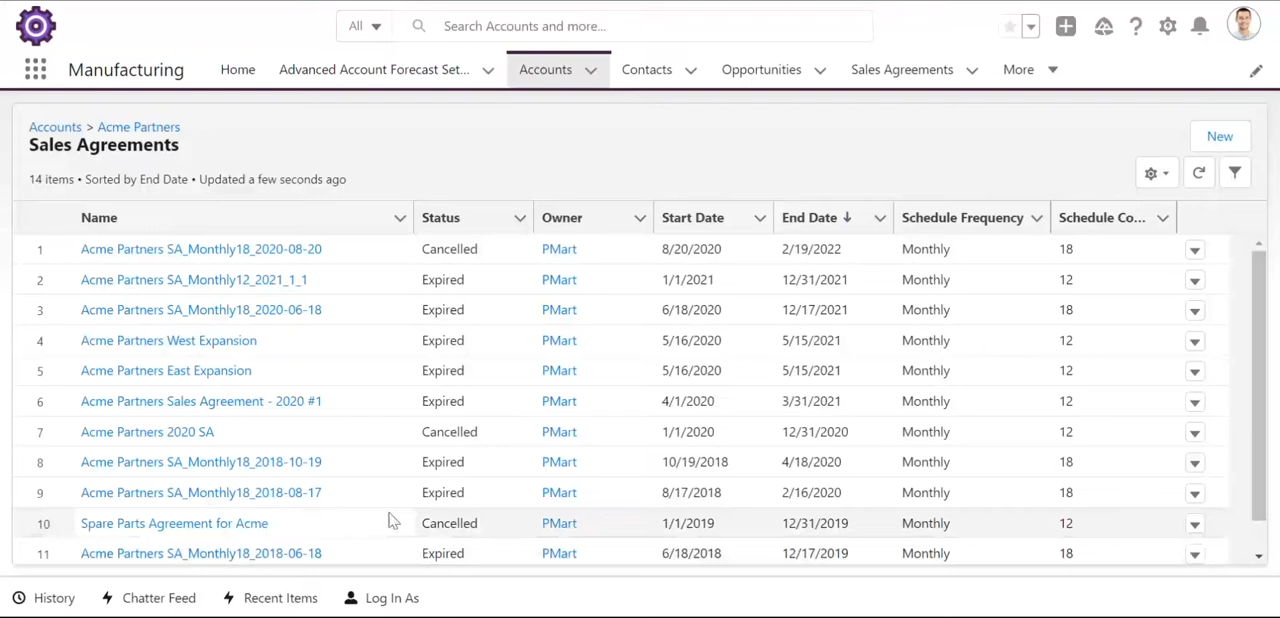 All Search Accounts and more...
Manufacturing Home Advanced Account Forecast Set... Accounts Contacts Opportunities Sales Agreements More
Accounts > Acme Partners
Sales Agreements
New
14 items • Sorted by End Date • Updated a few seconds ago
Name Status Owner Start Date End Date Schedule Frequency Schedule Co...
1 Acme Partners SA_Monthly18_2020-08-20 Cancelled PMart 8/20/2020 2/19/2022 Monthly 18
2 Acme Partners SA_Monthly12_2021_1_1 Expired PMart 1/1/2021 12/31/2021 Monthly 12
3 Acme Partners SA_Monthly18_2020-06-18 Expired PMart 6/18/2020 12/17/2021 Monthly 18
4 Acme Partners West Expansion Expired PMart 5/16/2020 5/15/2021 Monthly 12
5 Acme Partners East Expansion Expired PMart 5/16/2020 5/15/2021 Monthly 12
6 Acme Partners Sales Agreement - 2020 #1 Expired PMart 4/1/2020 3/31/2021 Monthly 12
7 Acme Partners 2020 SA Cancelled PMart 1/1/2020 12/31/2020 Monthly 12
8 Acme Partners SA_Monthly18_2018-10-19 Expired PMart 10/19/2018 4/18/2020 Monthly 18
9 Acme Partners SA_Monthly18_2018-08-17 Expired PMart 8/17/2018 2/16/2020 Monthly 18
10 Spare Parts Agreement for Acme Cancelled PMart 1/1/2019 12/31/2019 Monthly 12
11 Acme Partners SA_Monthly18_2018-06-18 Expired PMart 6/18/2018 12/17/2019 Monthly 18
History Chatter Feed Recent Items Log In As